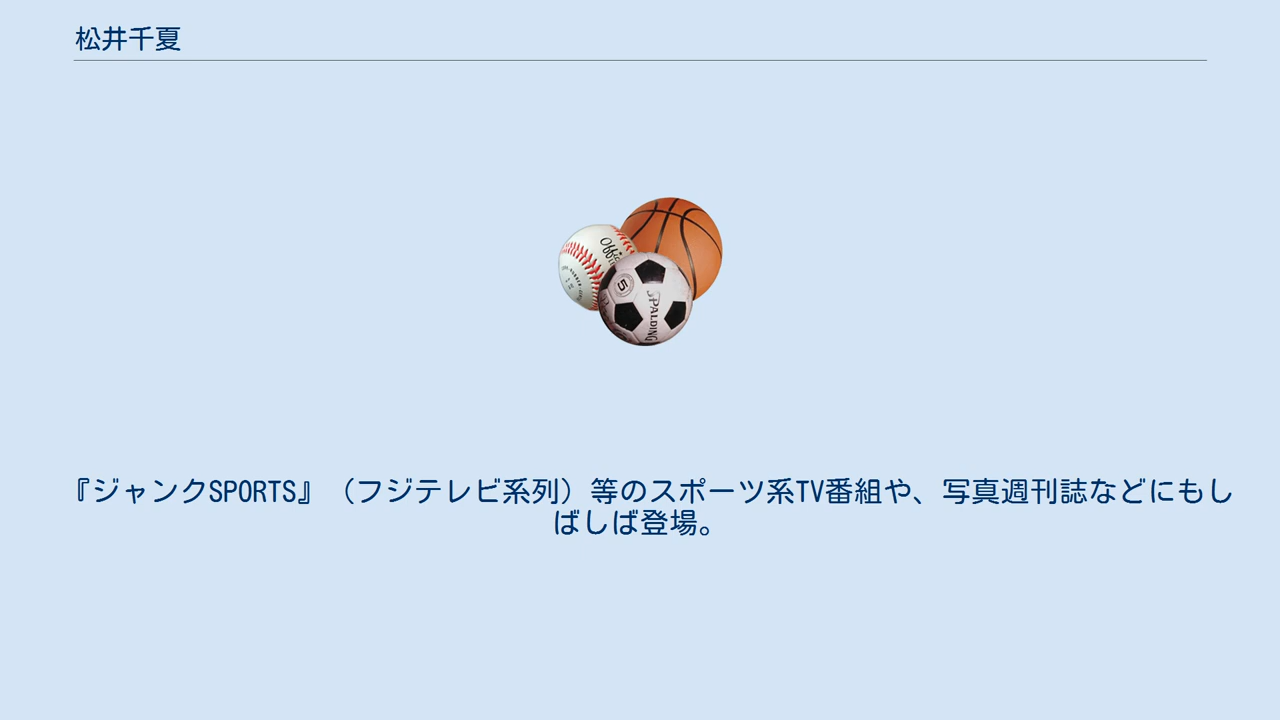 松井千夏
5
SPALDING
『ジャンクSPORTS』（フジテレビ系列）等のスポーツ系TV番組や、写真週刊誌などにもし
ばしば登場。